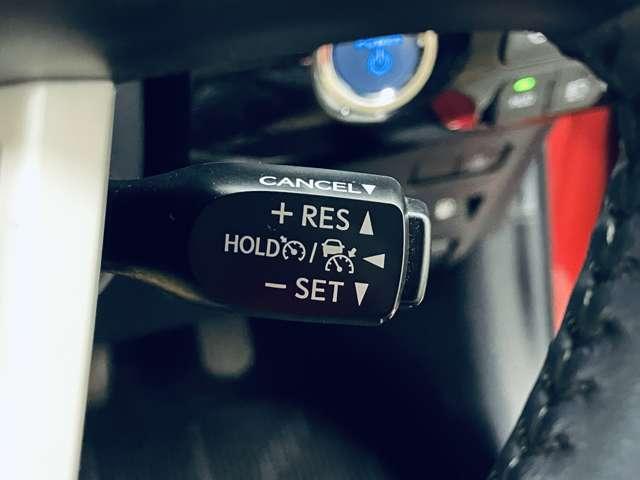 CANCEL▼
+ RES ▲
HOLD / ◀
− SET ▼